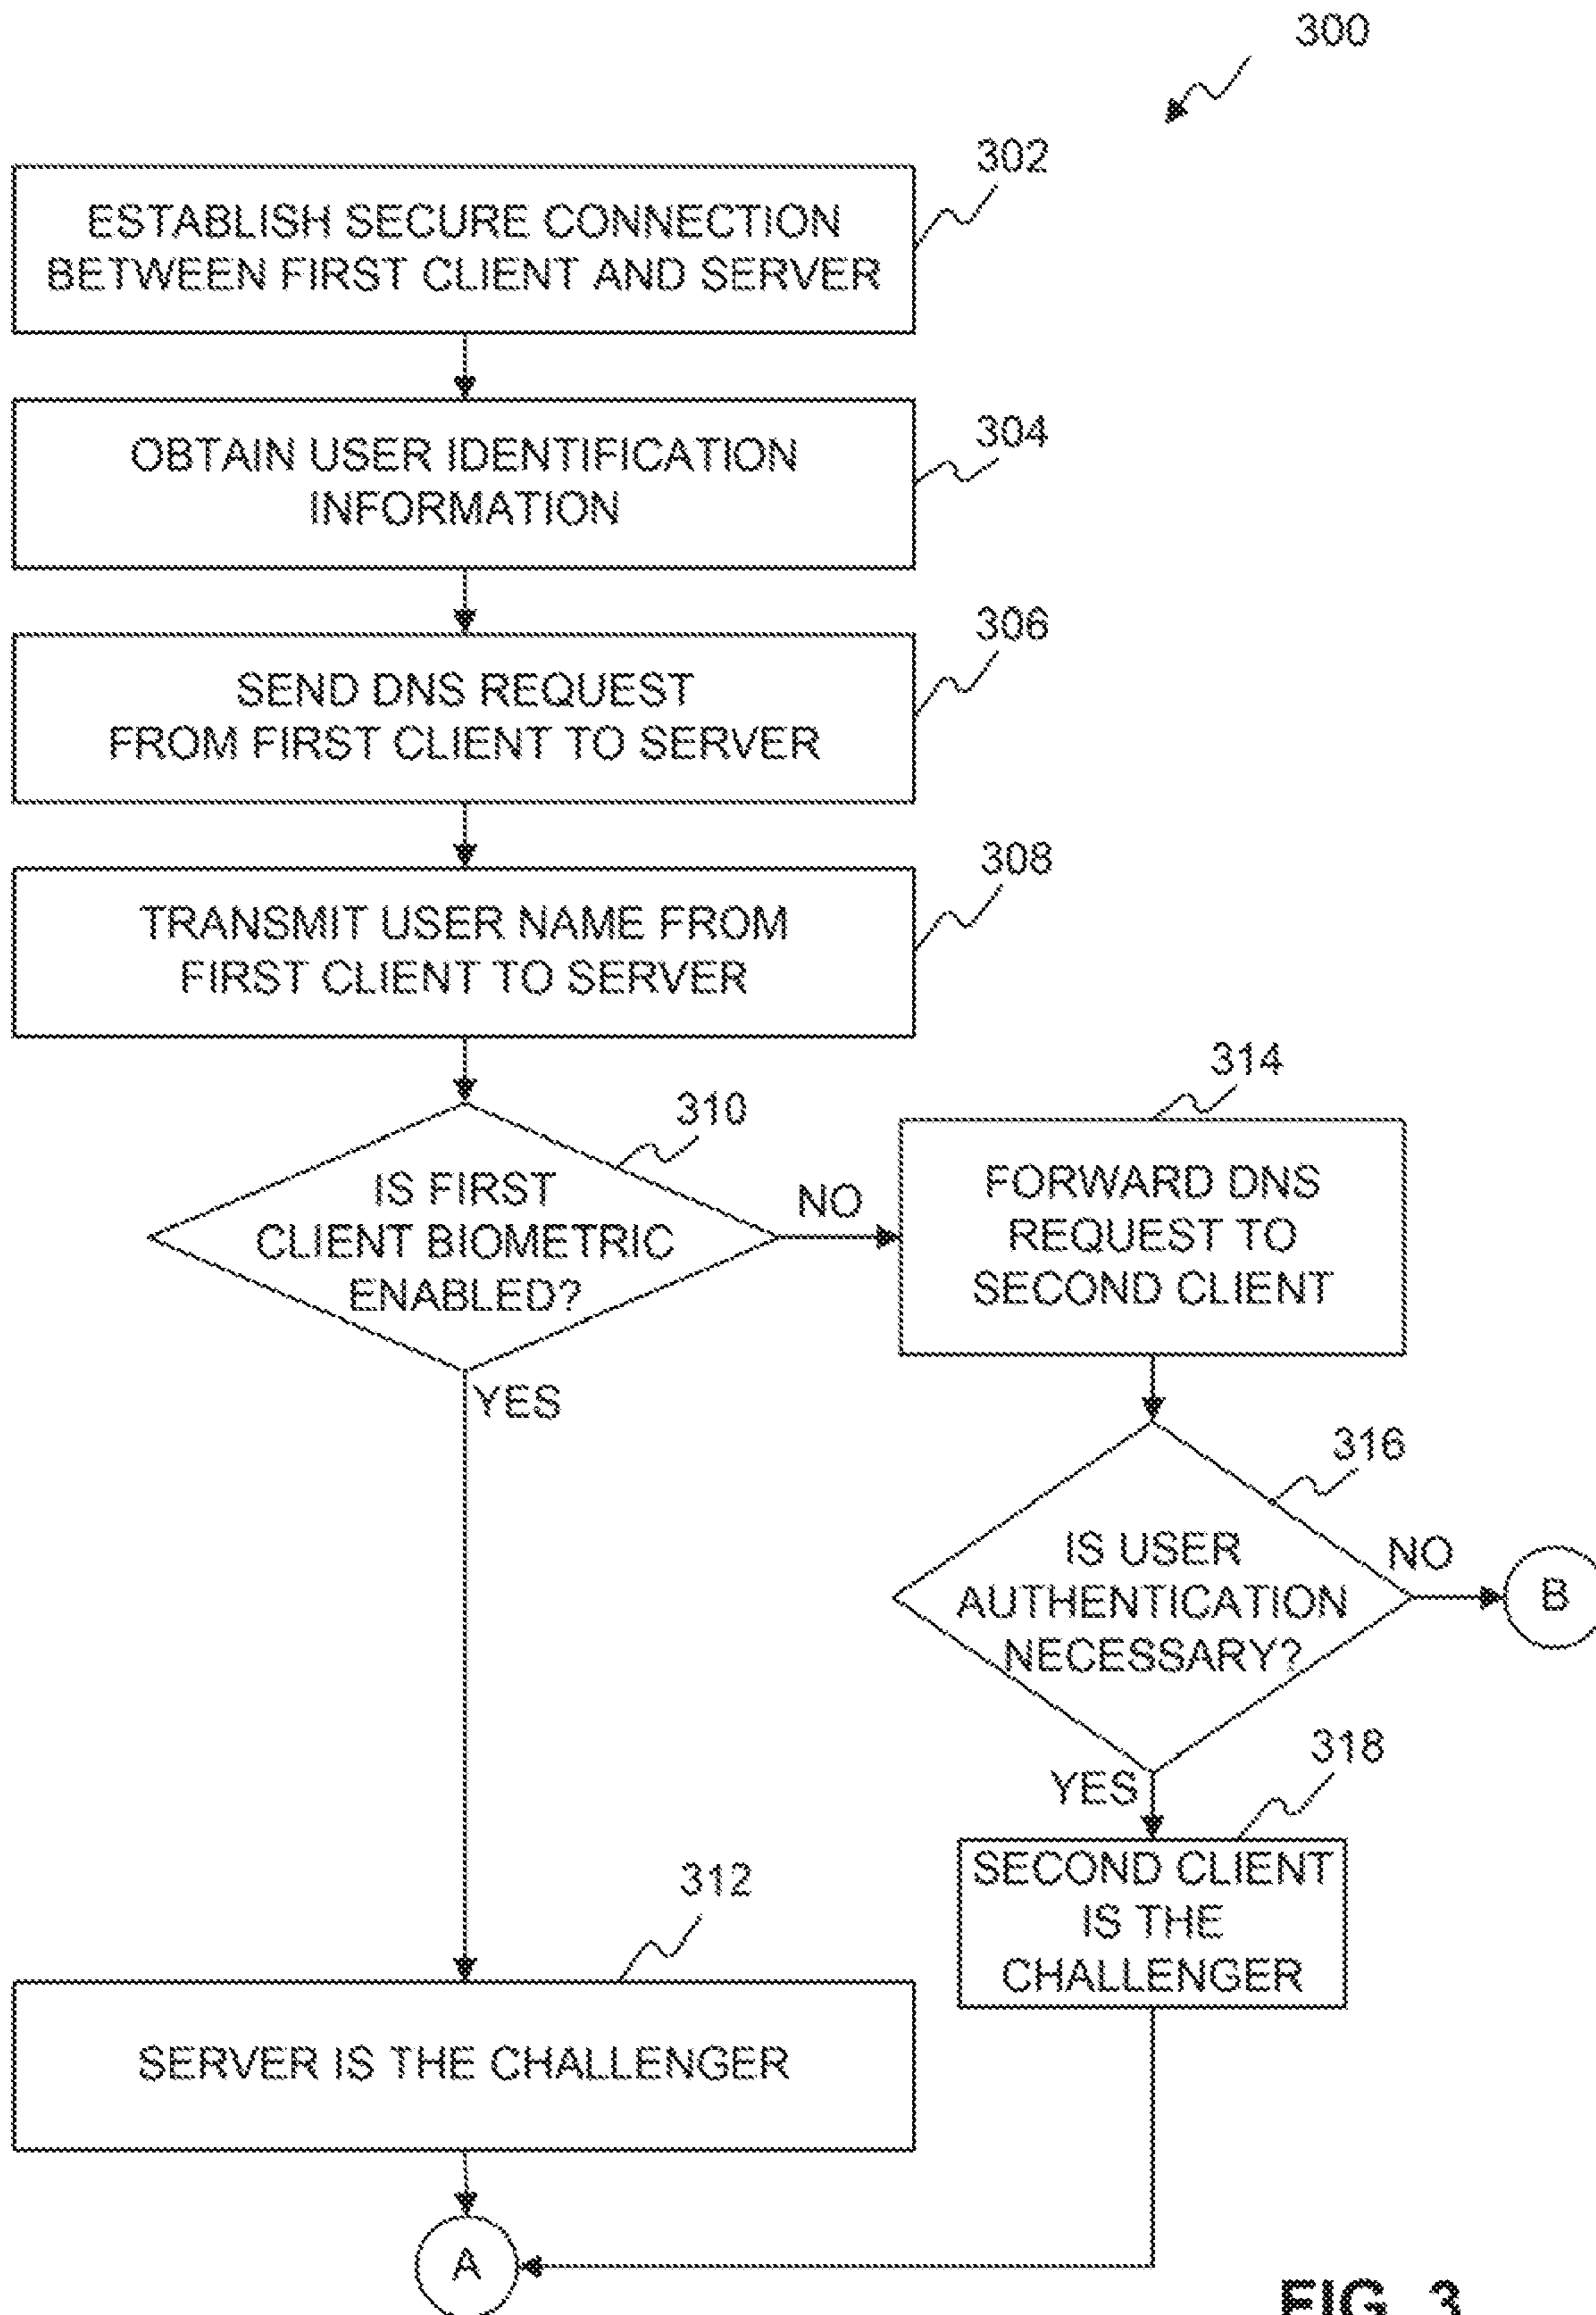 300
302
ESTABLISH SECURE CONNECTION
BETWEEN FIRST CLIENT AND SERVER
304
OBTAIN USER IDENTIFICATION
INFORMATION
306
SEND DNS REQUEST
FROM FIRST CLIENT TO SERVER
308
TRANSMIT USER NAME FROM
FIRST CLIENT TO SERVER
310
IS FIRST
CLIENT BIOMETRIC
ENABLED?
NO
YES
314
FORWARD DNS
REQUEST TO
SECOND CLIENT
316
IS USER
AUTHENTICATION
NECESSARY?
NO
B
YES
318
SECOND CLIENT
IS THE
CHALLENGER
312
SERVER IS THE CHALLENGER
A
FIG. 3